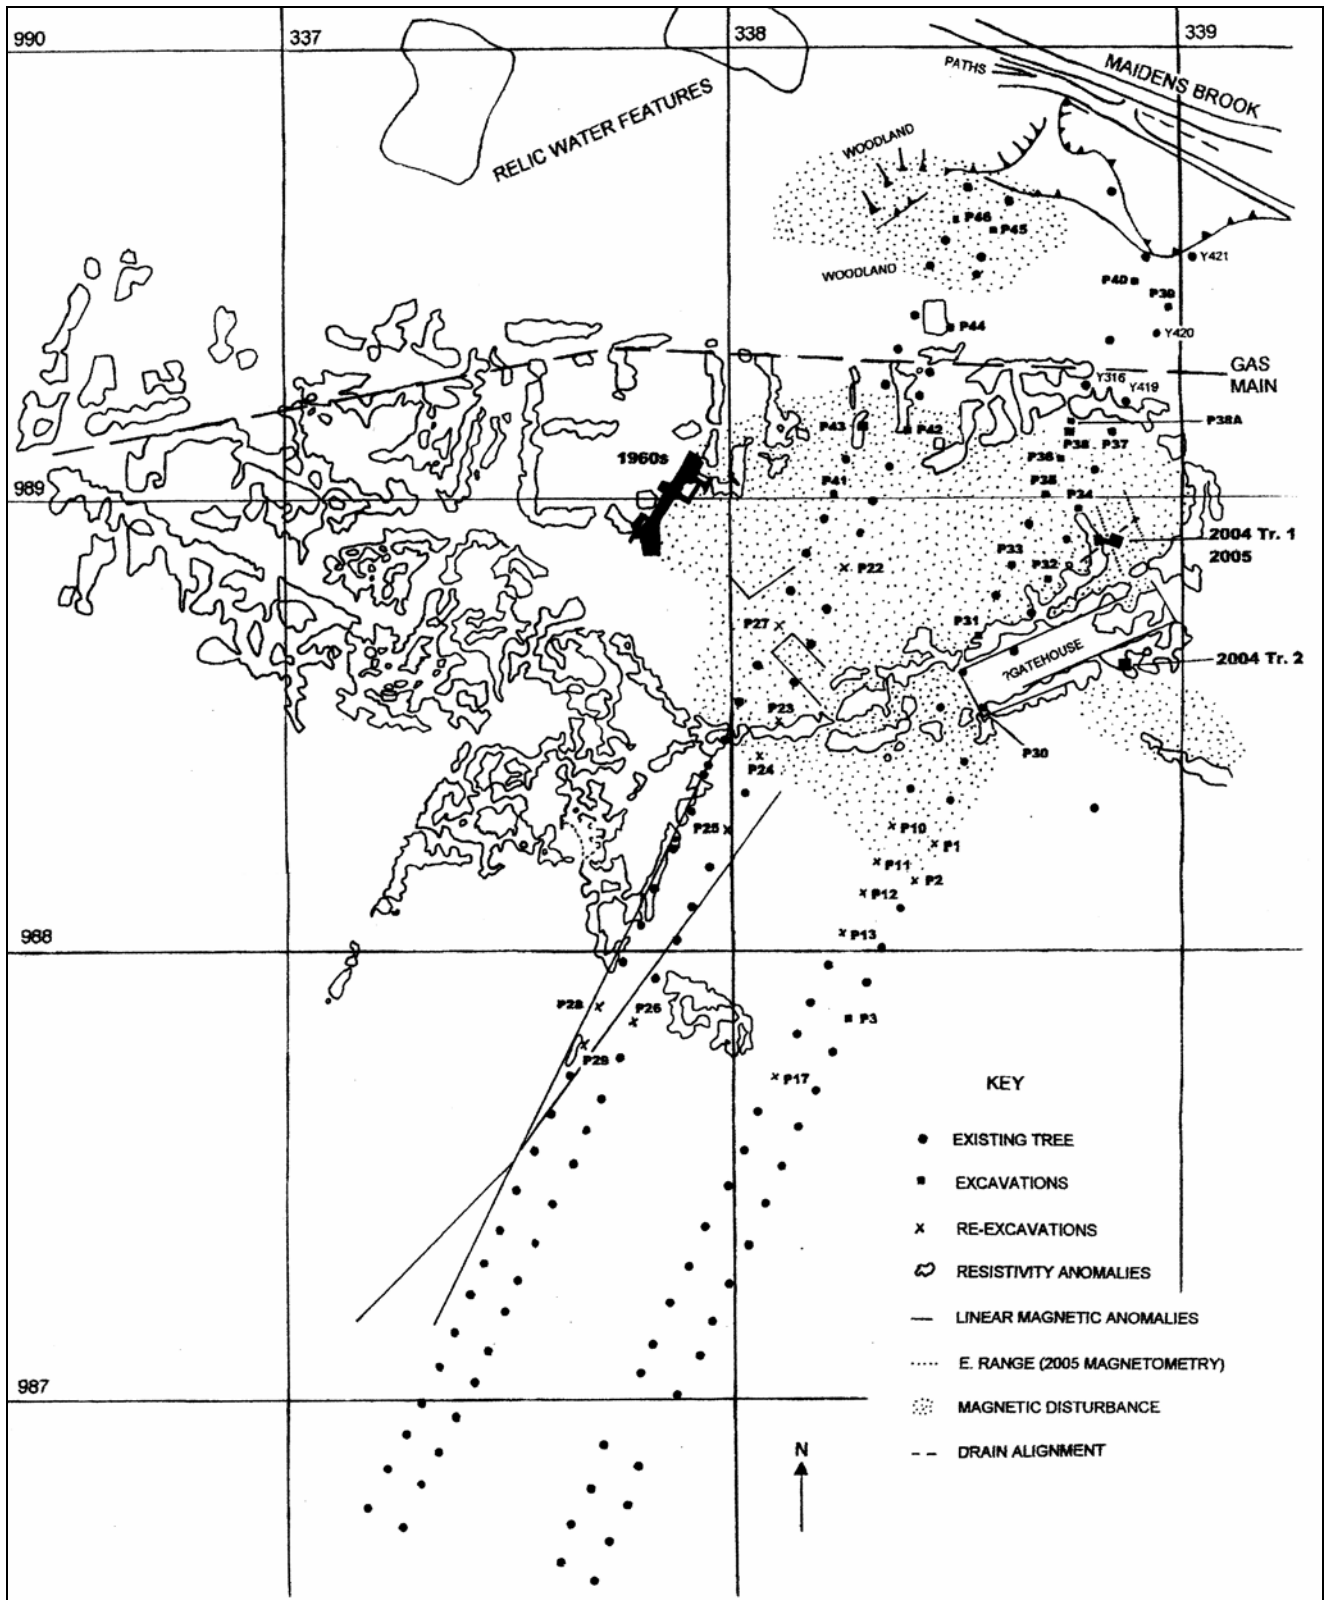 990
337
338
339
PATHS
MAIDENS BROOK
RELIC WATER FEATURES
WOODLAND
P46
P45
WOODLAND
Y421
P40
P39
P44
Y420
GAS
MAIN
Y316
Y419
P43
P42
P38A
P38
P37
1960s
P36
P41
P35
P34
989
2004 Tr. 1
2005
P33
P32
P22
P27
P31
?GATEHOUSE
2004 Tr. 2
P23
P24
P30
P25
P10
P1
P11
P2
P12
P13
988
P28
P26
P3
P29
P17
KEY
EXISTING TREE
EXCAVATIONS
RE-EXCAVATIONS
RESISTIVITY ANOMALIES
LINEAR MAGNETIC ANOMALIES
E. RANGE (2005 MAGNETOMETRY)
987
MAGNETIC DISTURBANCE
DRAIN ALIGNMENT
N